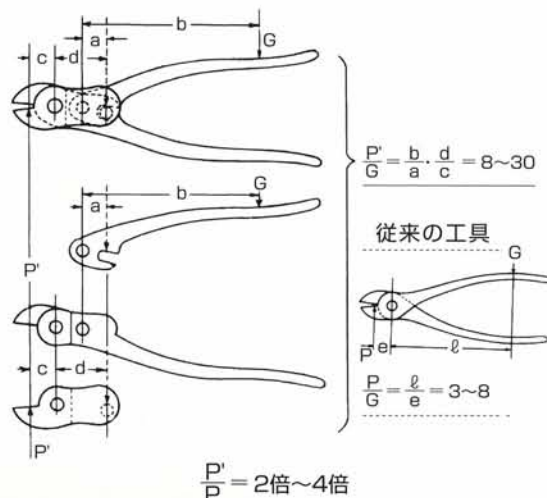 b
a
G
c
d
P'/G = b/a · d/c = 8〜30
b
G
a
従来の工具
G
P'
P
e
ℓ
c
d
P/G = ℓ/e = 3〜8
P'
P'/P = 2倍〜4倍